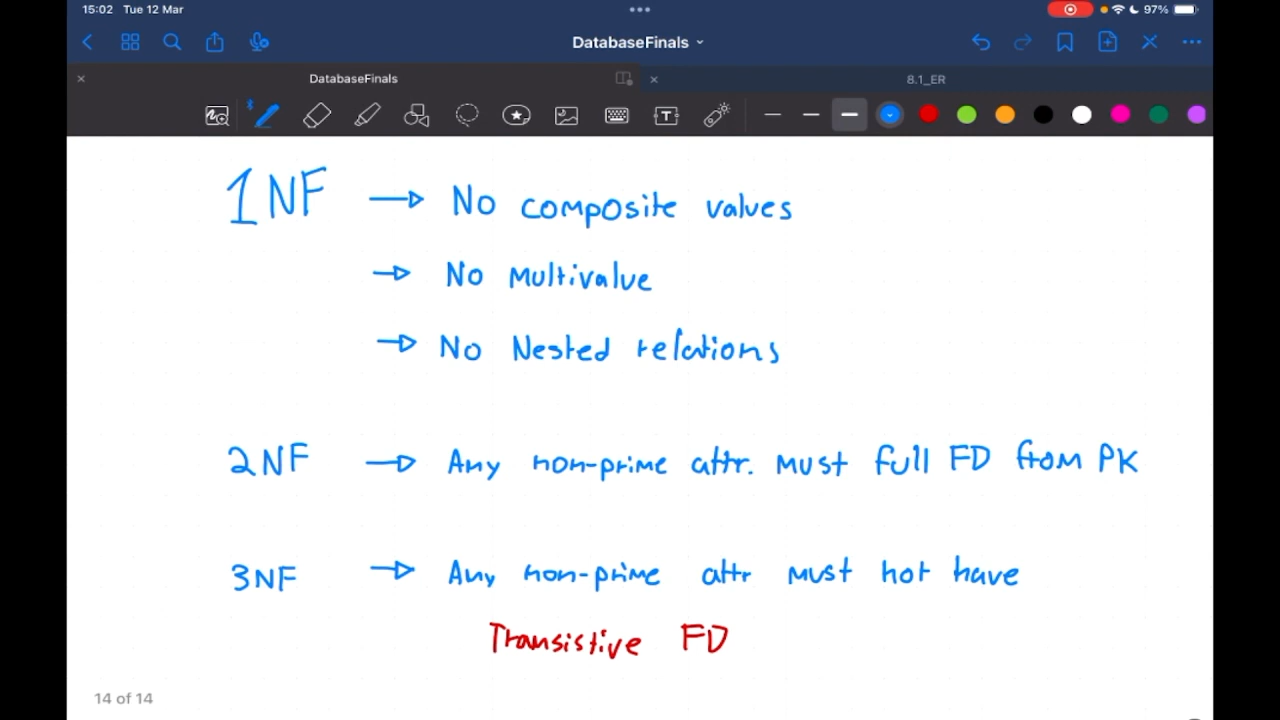 15:02 Tue 12 Mar
97%
DatabaseFinals
DatabaseFinals
8.1_ER
1NF → No composite values
→ No Multivalue
→ No Nested relations
2NF → Any non-prime attr. must full FD from PK
3NF → Any non-prime attr must not have
Transistive FD
14 of 14